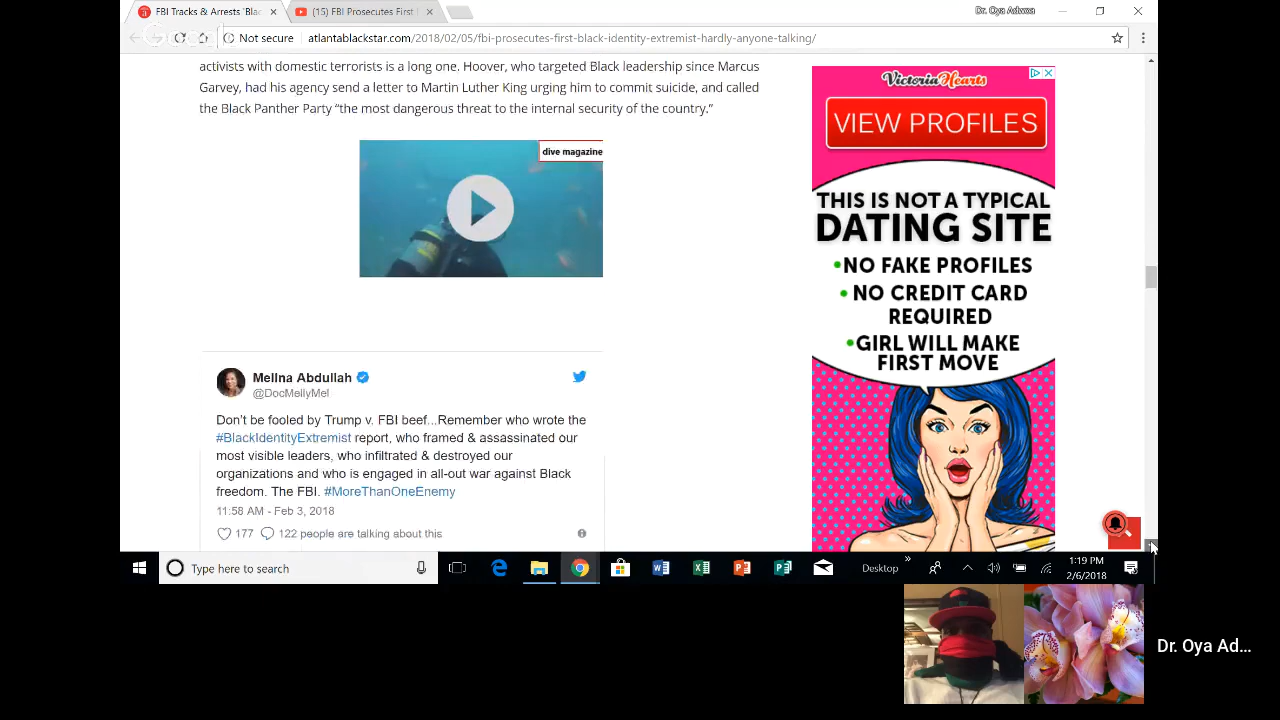 FBI Tracks & Arrests 'Bla
(15) FBI Prosecutes First
Dr. Oya Advoxa
Google
Not secure
atlantablackstar.com/2018/02/05/fbi-prosecutes-first-black-identity-extremist-hardly-anyone-talking/
activists with domestic terrorists is a long one. Hoover, who targeted Black leadership since Marcus
Garvey, had his agency send a letter to Martin Luther King urging him to commit suicide, and called
the Black Panther Party “the most dangerous threat to the internal security of the country.”
dive magazine
Melina Abdullah
@DocMellyMel
Don't be fooled by Trump v. FBI beef...Remember who wrote the
#BlackIdentityExtremist report, who framed & assassinated our
most visible leaders, who infiltrated & destroyed our
organizations and who is engaged in all-out war against Black
freedom. The FBI. #MoreThanOneEnemy
11:58 AM - Feb 3, 2018
177
122 people are talking about this
Victoria Hearts
VIEW PROFILES
THIS IS NOT A TYPICAL
DATING SITE
•NO FAKE PROFILES
• NO CREDIT CARD
REQUIRED
•GIRL WILL MAKE
FIRST MOVE
Type here to search
Desktop
»
1:19 PM
2/6/2018
Dr. Oya Ad...